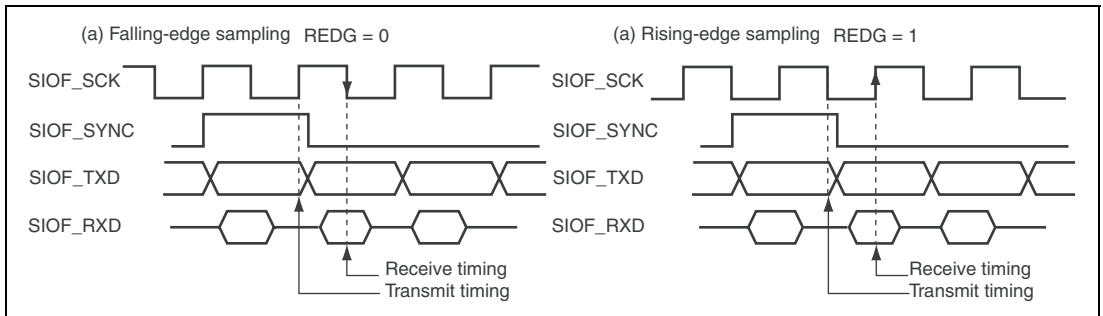 (a) Falling-edge sampling REDG = 0
SIOF_SCK
SIOF_SYNC
SIOF_TXD
SIOF_RXD
Receive timing
Transmit timing
(a) Rising-edge sampling REDG = 1
SIOF_SCK
SIOF_SYNC
SIOF_TXD
SIOF_RXD
Receive timing
Transmit timing